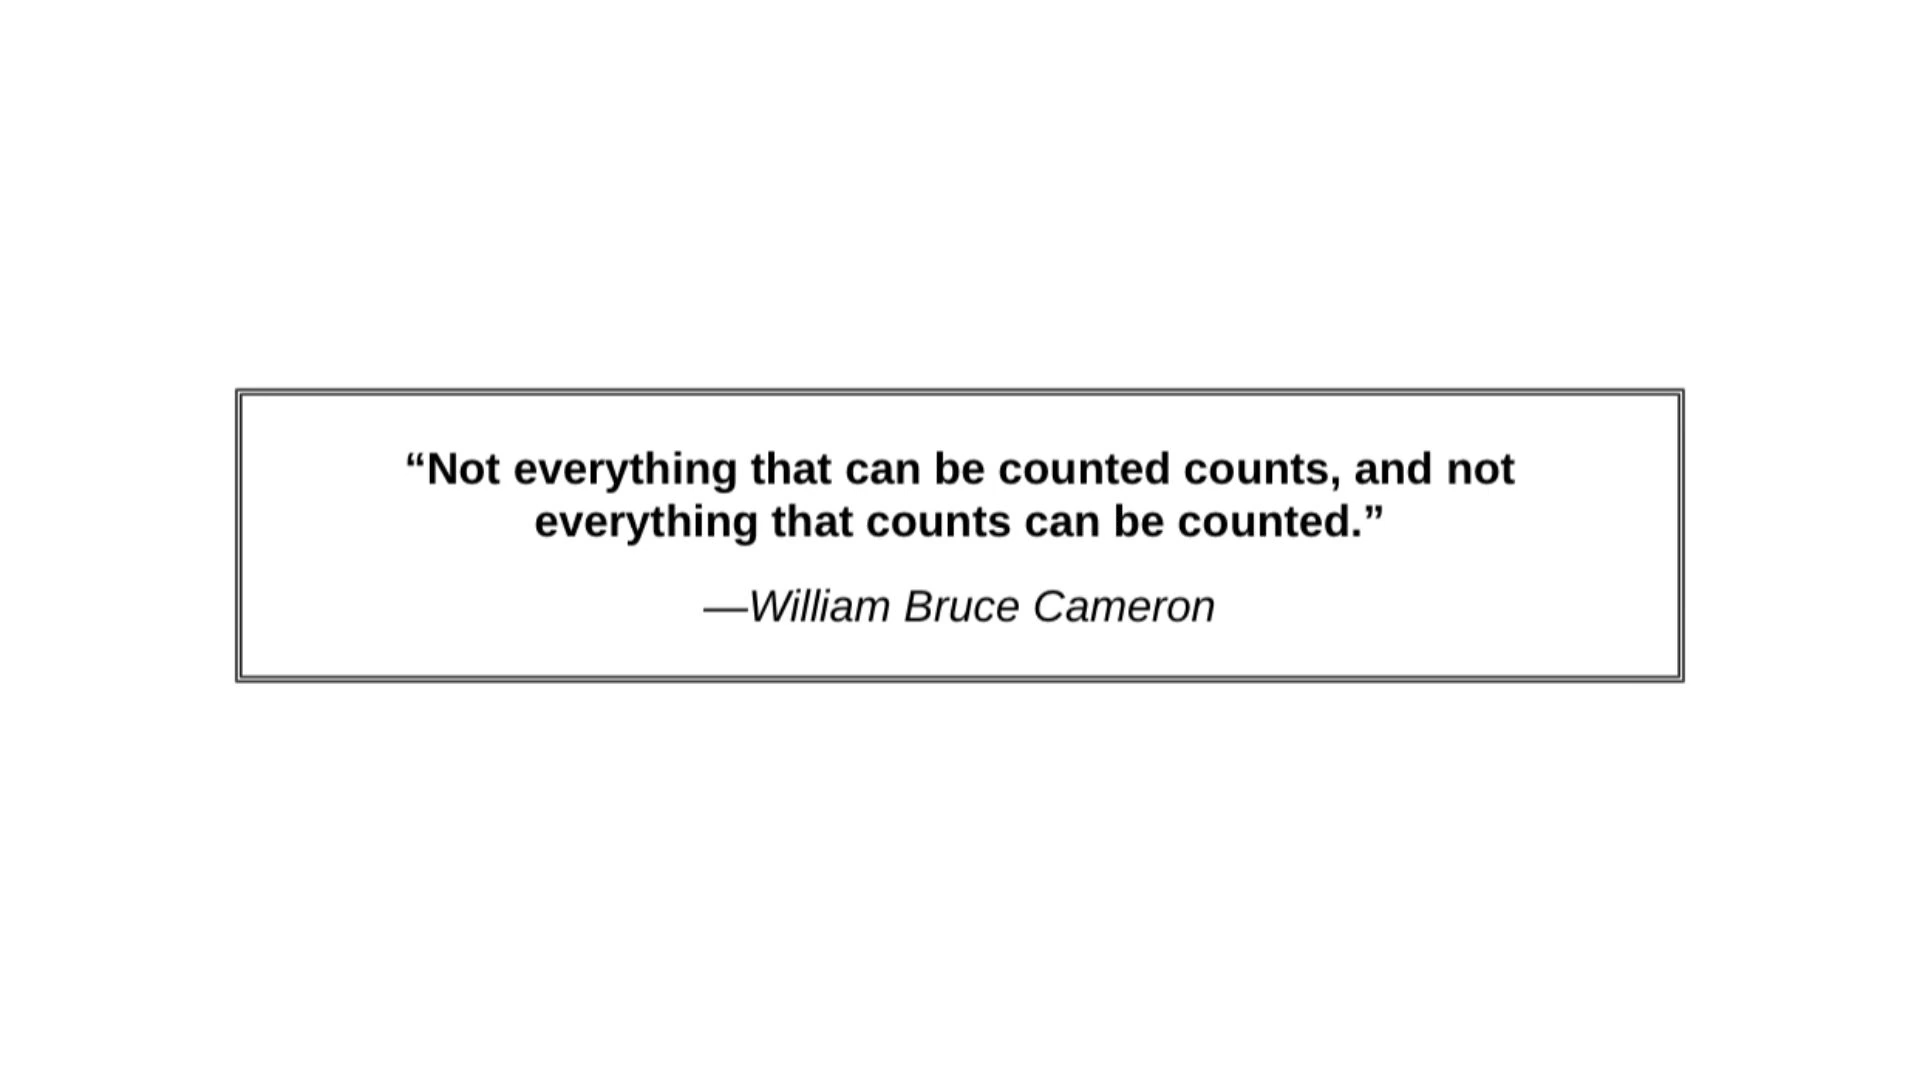 “Not everything that can be counted counts, and not
everything that counts can be counted.”
—William Bruce Cameron